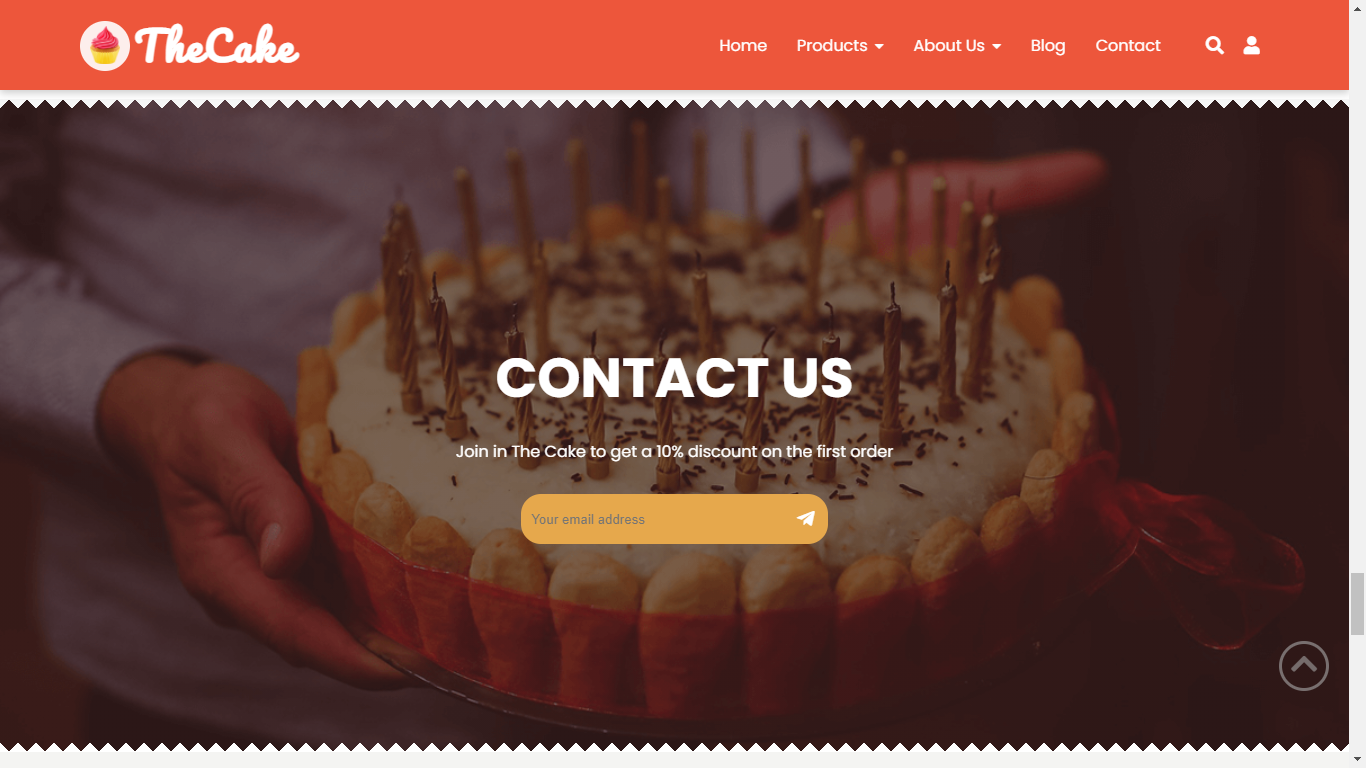 TheCake
Home Products About Us Blog Contact
CONTACT US
Join in The Cake to get a 10% discount on the first order
Your email address